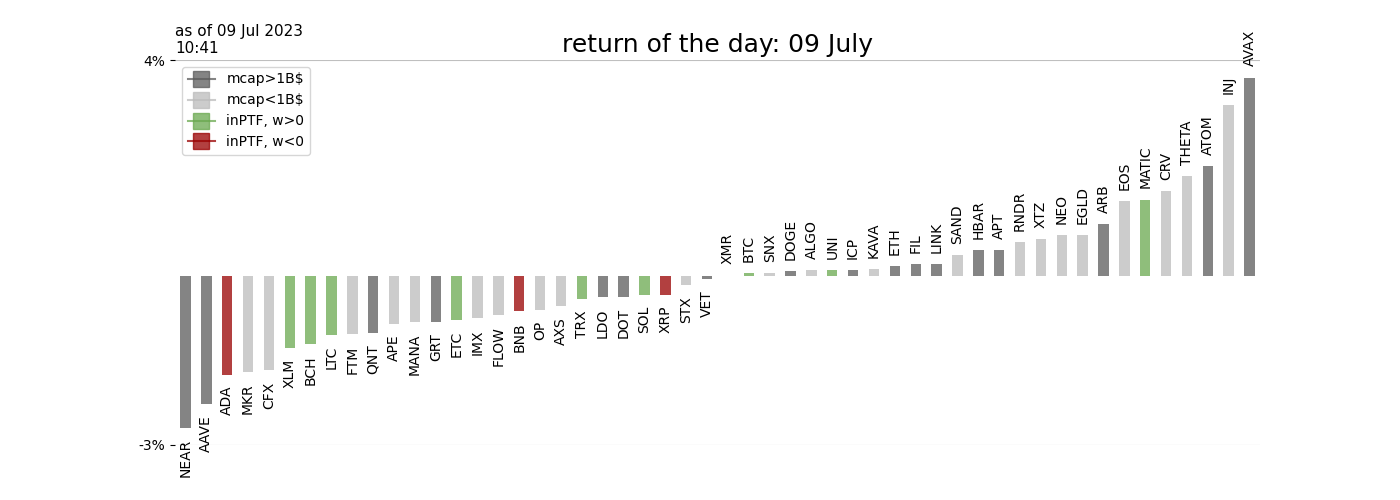 as of 09 Jul 2023
10:41
return of the day: 09 July
4%
mcap>1B$
mcap<1B$
inPTF, w>0
inPTF, w<0
-3%
NEAR
AAVE
ADA
MKR
CFX
XLM
BCH
LTC
FTM
QNT
APE
MANA
GRT
ETC
IMX
FLOW
BNB
OP
AXS
TRX
LDO
DOT
SOL
XRP
STX
VET
XMR
BTC
SNX
DOGE
ALGO
UNI
ICP
KAVA
ETH
FIL
LINK
SAND
HBAR
APT
RNDR
XTZ
NEO
EGLD
ARB
EOS
MATIC
CRV
THETA
ATOM
INJ
AVAX